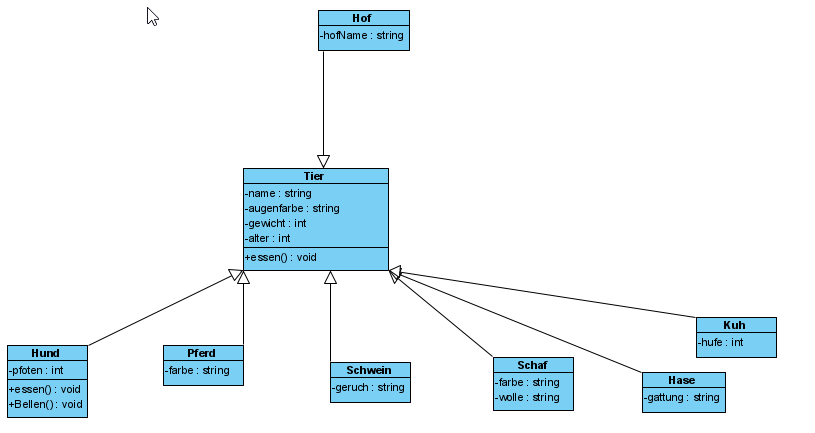 Hof
-hofName : string
Tier
-name : string
-augenfarbe : string
-gewicht : int
-alter : int
+essen() : void
Hund
-pfoten : int
+essen() : void
+Bellen() : void
Pferd
-farbe : string
Schwein
-geruch : string
Schaf
-farbe : string
-wolle : string
Hase
-gattung : string
Kuh
-hufe : int